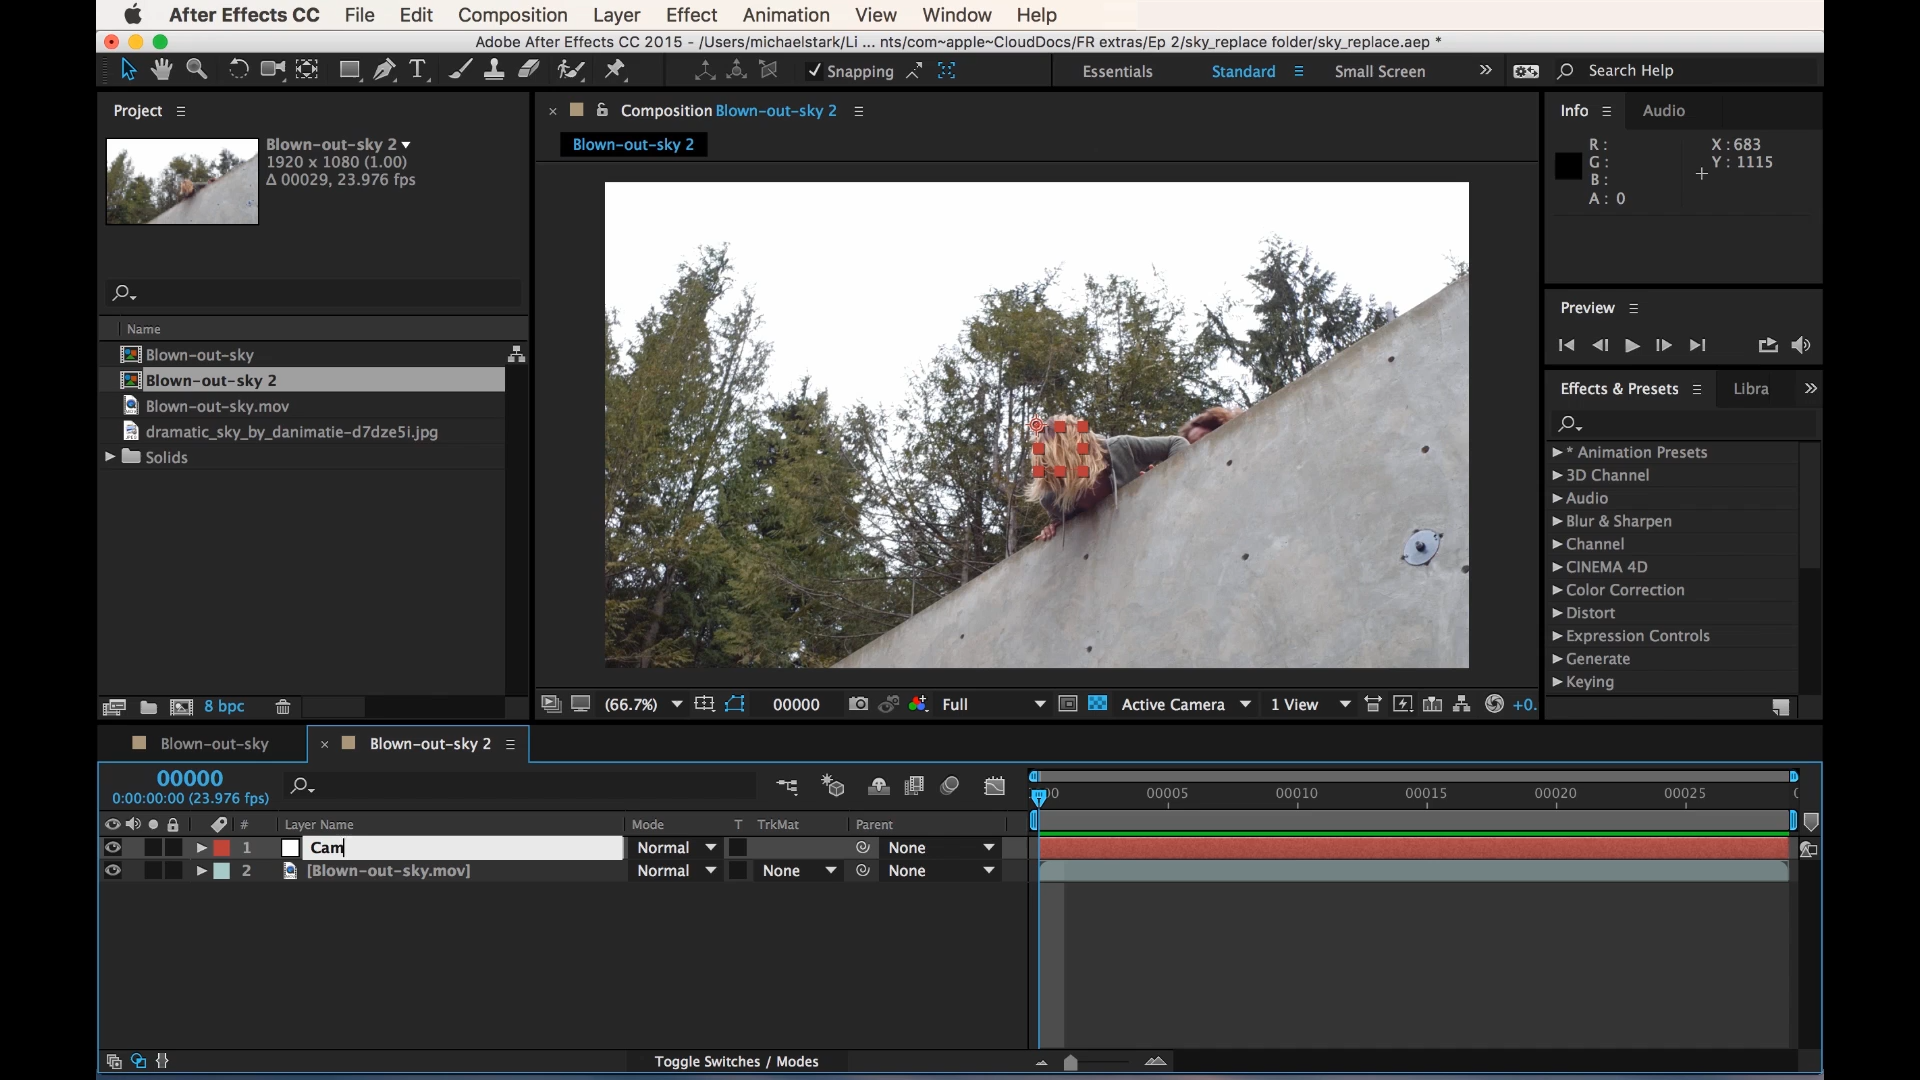 After Effects CC File Edit Composition Layer Effect Animation View Window Help
Adobe After Effects CC 2015 - /Users/michaelstark/Li ... nts/com~apple~CloudDocs/FR extras/Ep 2/sky_replace folder/sky_replace.aep *
T Snapping Essentials Standard Small Screen Search Help
Project
Blown-out-sky 2
1920 x 1080 (1.00)
Δ 00029, 23.976 fps
Name
Blown-out-sky
Blown-out-sky 2
Blown-out-sky.mov
dramatic_sky_by_danimatie-d7dze5i.jpg
Solids
8 bpc
Composition Blown-out-sky 2
Blown-out-sky 2
(66.7%) 00000 Full Active Camera 1 View +0.
Info Audio
R : X : 683
G : Y : 1115
B :
A : 0
Preview
Effects & Presets Libra
* Animation Presets
3D Channel
Audio
Blur & Sharpen
Channel
CINEMA 4D
Color Correction
Distort
Expression Controls
Generate
Keying
Blown-out-sky Blown-out-sky 2
00000
0:00:00:00 (23.976 fps)
00005 00010 00015 00020 00025
# Layer Name Mode T TrkMat Parent
1 Cam Normal None
2 [Blown-out-sky.mov] Normal None None
Toggle Switches / Modes